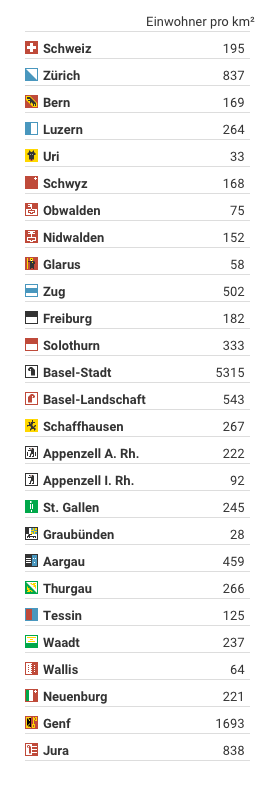 Einwohner pro km²
Schweiz 195
Zürich 837
Bern 169
Luzern 264
Uri 33
Schwyz 168
Obwalden 75
Nidwalden 152
Glarus 58
Zug 502
Freiburg 182
Solothurn 333
Basel-Stadt 5315
Basel-Landschaft 543
Schaffhausen 267
Appenzell A. Rh. 222
Appenzell I. Rh. 92
St. Gallen 245
Graubünden 28
Aargau 459
Thurgau 266
Tessin 125
Waadt 237
Wallis 64
Neuenburg 221
Genf 1693
Jura 838